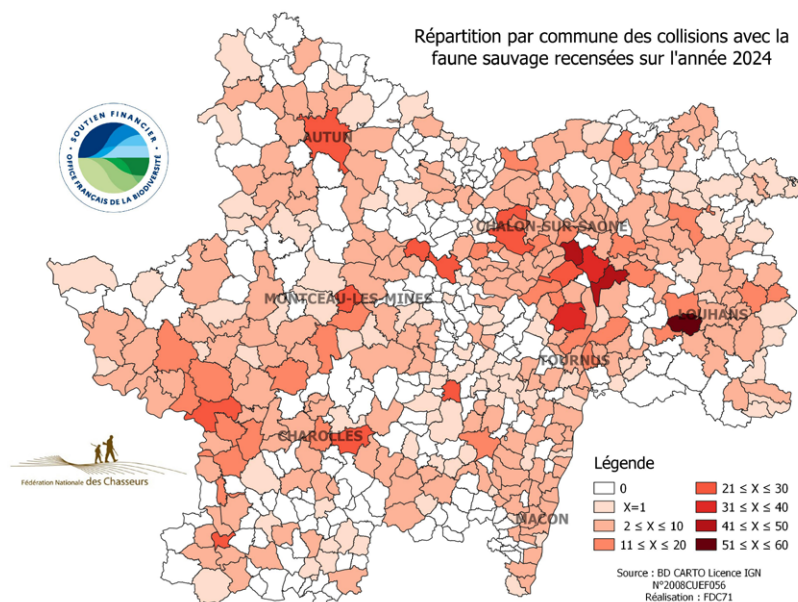 Répartition par commune des collisions avec la
faune sauvage recensées sur l'année 2024
SOUTIEN FINANCIER
OFFICE FRANÇAIS DE LA BIODIVERSITÉ
AUTUN
CHALON-SUR-SAONE
MONTCEAU-LES-MINES
LOUHANS
TOURNUS
CHAROLLES
MACON
Fédération Nationale des Chasseurs
Légende
0
X=1
2 ≤ X ≤ 10
11 ≤ X ≤ 20
21 ≤ X ≤ 30
31 ≤ X ≤ 40
41 ≤ X ≤ 50
51 ≤ X ≤ 60
Source : BD CARTO Licence IGN
N°2008CUEF056
Réalisation : FDC71